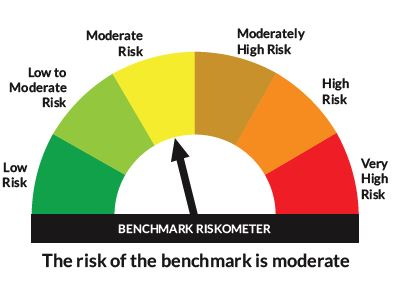 Moderate
Risk
Moderately
High Risk
Low to
Moderate
Risk
High
Risk
Low
Risk
Very
High
Risk
BENCHMARK RISKOMETER
The risk of the benchmark is moderate